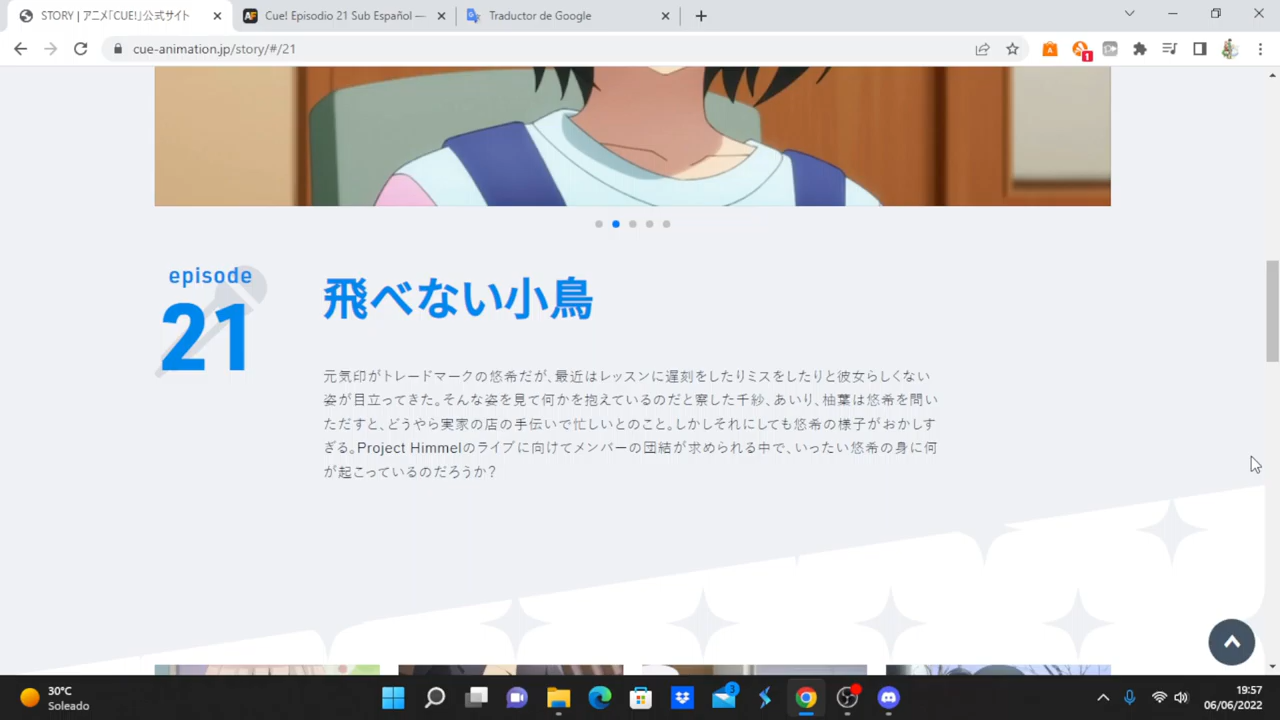 STORY | アニメ「CUE!」公式サイト
Cue! Episodio 21 Sub Español —
Traductor de Google
cue-animation.jp/story/#/21
1
episode
21
飛べない小鳥
元気印がトレードマークの悠希だが、最近はレッスンに遅刻をしたりミスをしたりと彼女らしくない
姿が目立ってきた。そんな姿を見て何かを抱えているのだと察した千紗、あいり、柚葉は悠希を問い
ただすと、どうやら実家の店の手伝いで忙しいとのこと。しかしそれにしても悠希の様子がおかしす
ぎる。Project Himmelのライブに向けてメンバーの団結が求められる中で、いったい悠希の身に何
が起こっているのだろうか？
30°C
Soleado
3
19:57
06/06/2022